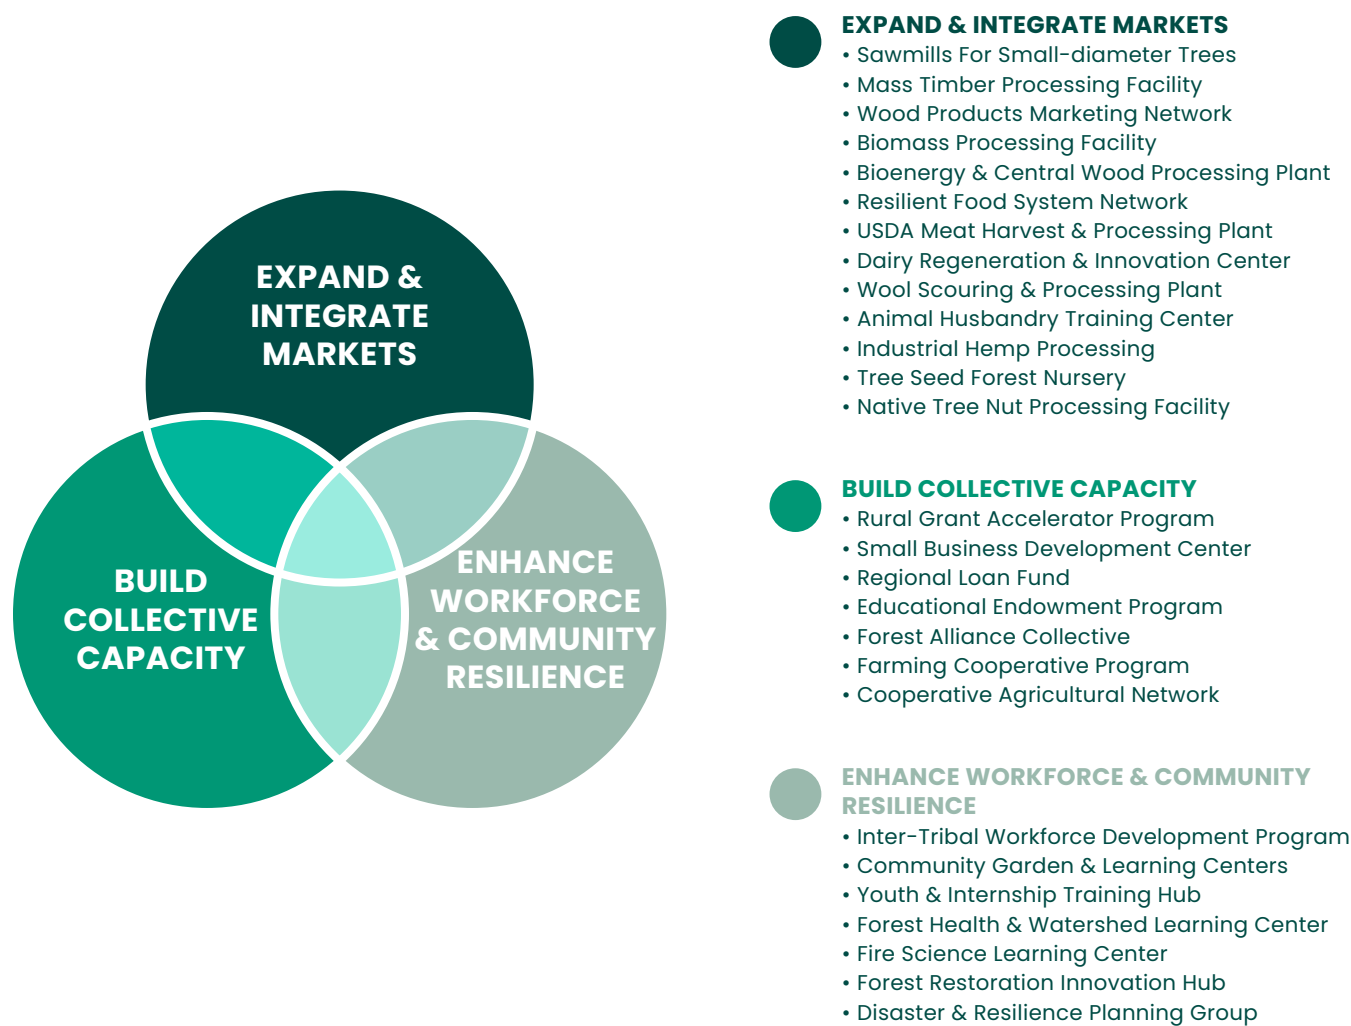 EXPAND &
INTEGRATE
MARKETS
BUILD
COLLECTIVE
CAPACITY
ENHANCE
WORKFORCE
& COMMUNITY
RESILIENCE
EXPAND & INTEGRATE MARKETS
• Sawmills For Small-diameter Trees
• Mass Timber Processing Facility
• Wood Products Marketing Network
• Biomass Processing Facility
• Bioenergy & Central Wood Processing Plant
• Resilient Food System Network
• USDA Meat Harvest & Processing Plant
• Dairy Regeneration & Innovation Center
• Wool Scouring & Processing Plant
• Animal Husbandry Training Center
• Industrial Hemp Processing
• Tree Seed Forest Nursery
• Native Tree Nut Processing Facility
BUILD COLLECTIVE CAPACITY
• Rural Grant Accelerator Program
• Small Business Development Center
• Regional Loan Fund
• Educational Endowment Program
• Forest Alliance Collective
• Farming Cooperative Program
• Cooperative Agricultural Network
ENHANCE WORKFORCE & COMMUNITY
RESILIENCE
• Inter-Tribal Workforce Development Program
• Community Garden & Learning Centers
• Youth & Internship Training Hub
• Forest Health & Watershed Learning Center
• Fire Science Learning Center
• Forest Restoration Innovation Hub
• Disaster & Resilience Planning Group